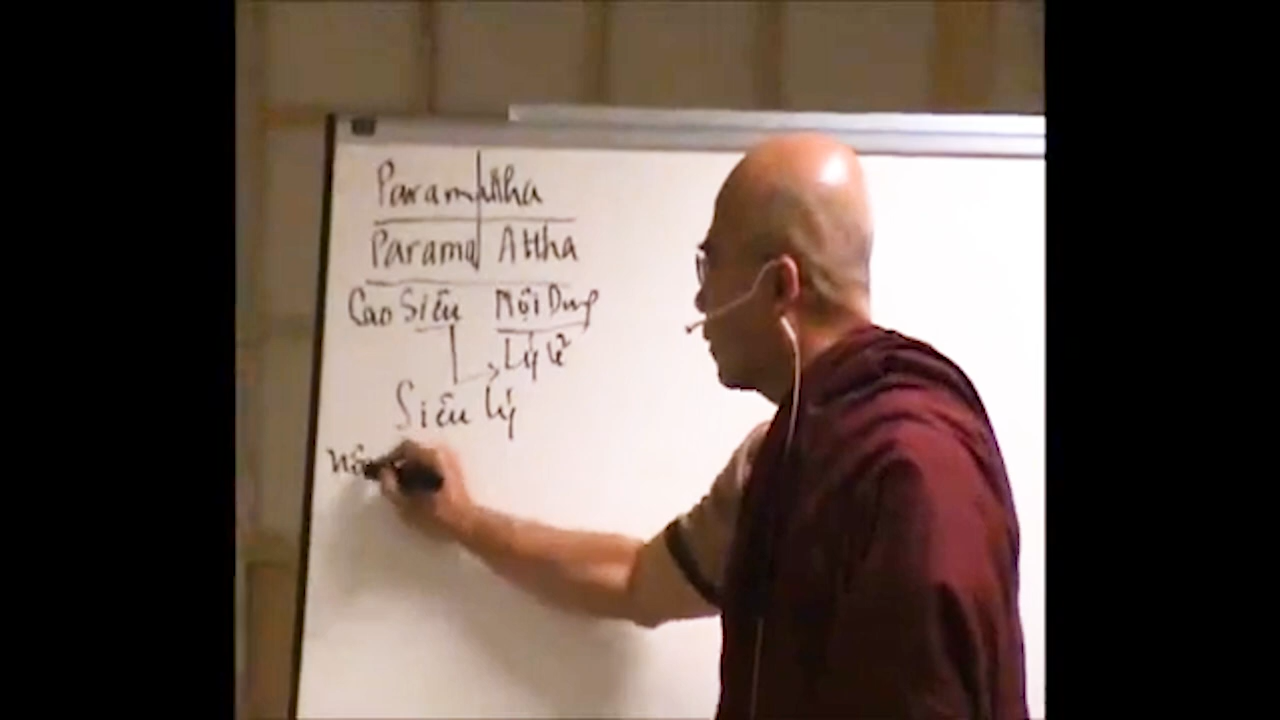 Paramattha
Parama Attha
Cao Siêu Nội Dung
Lý lẽ
Siêu lý